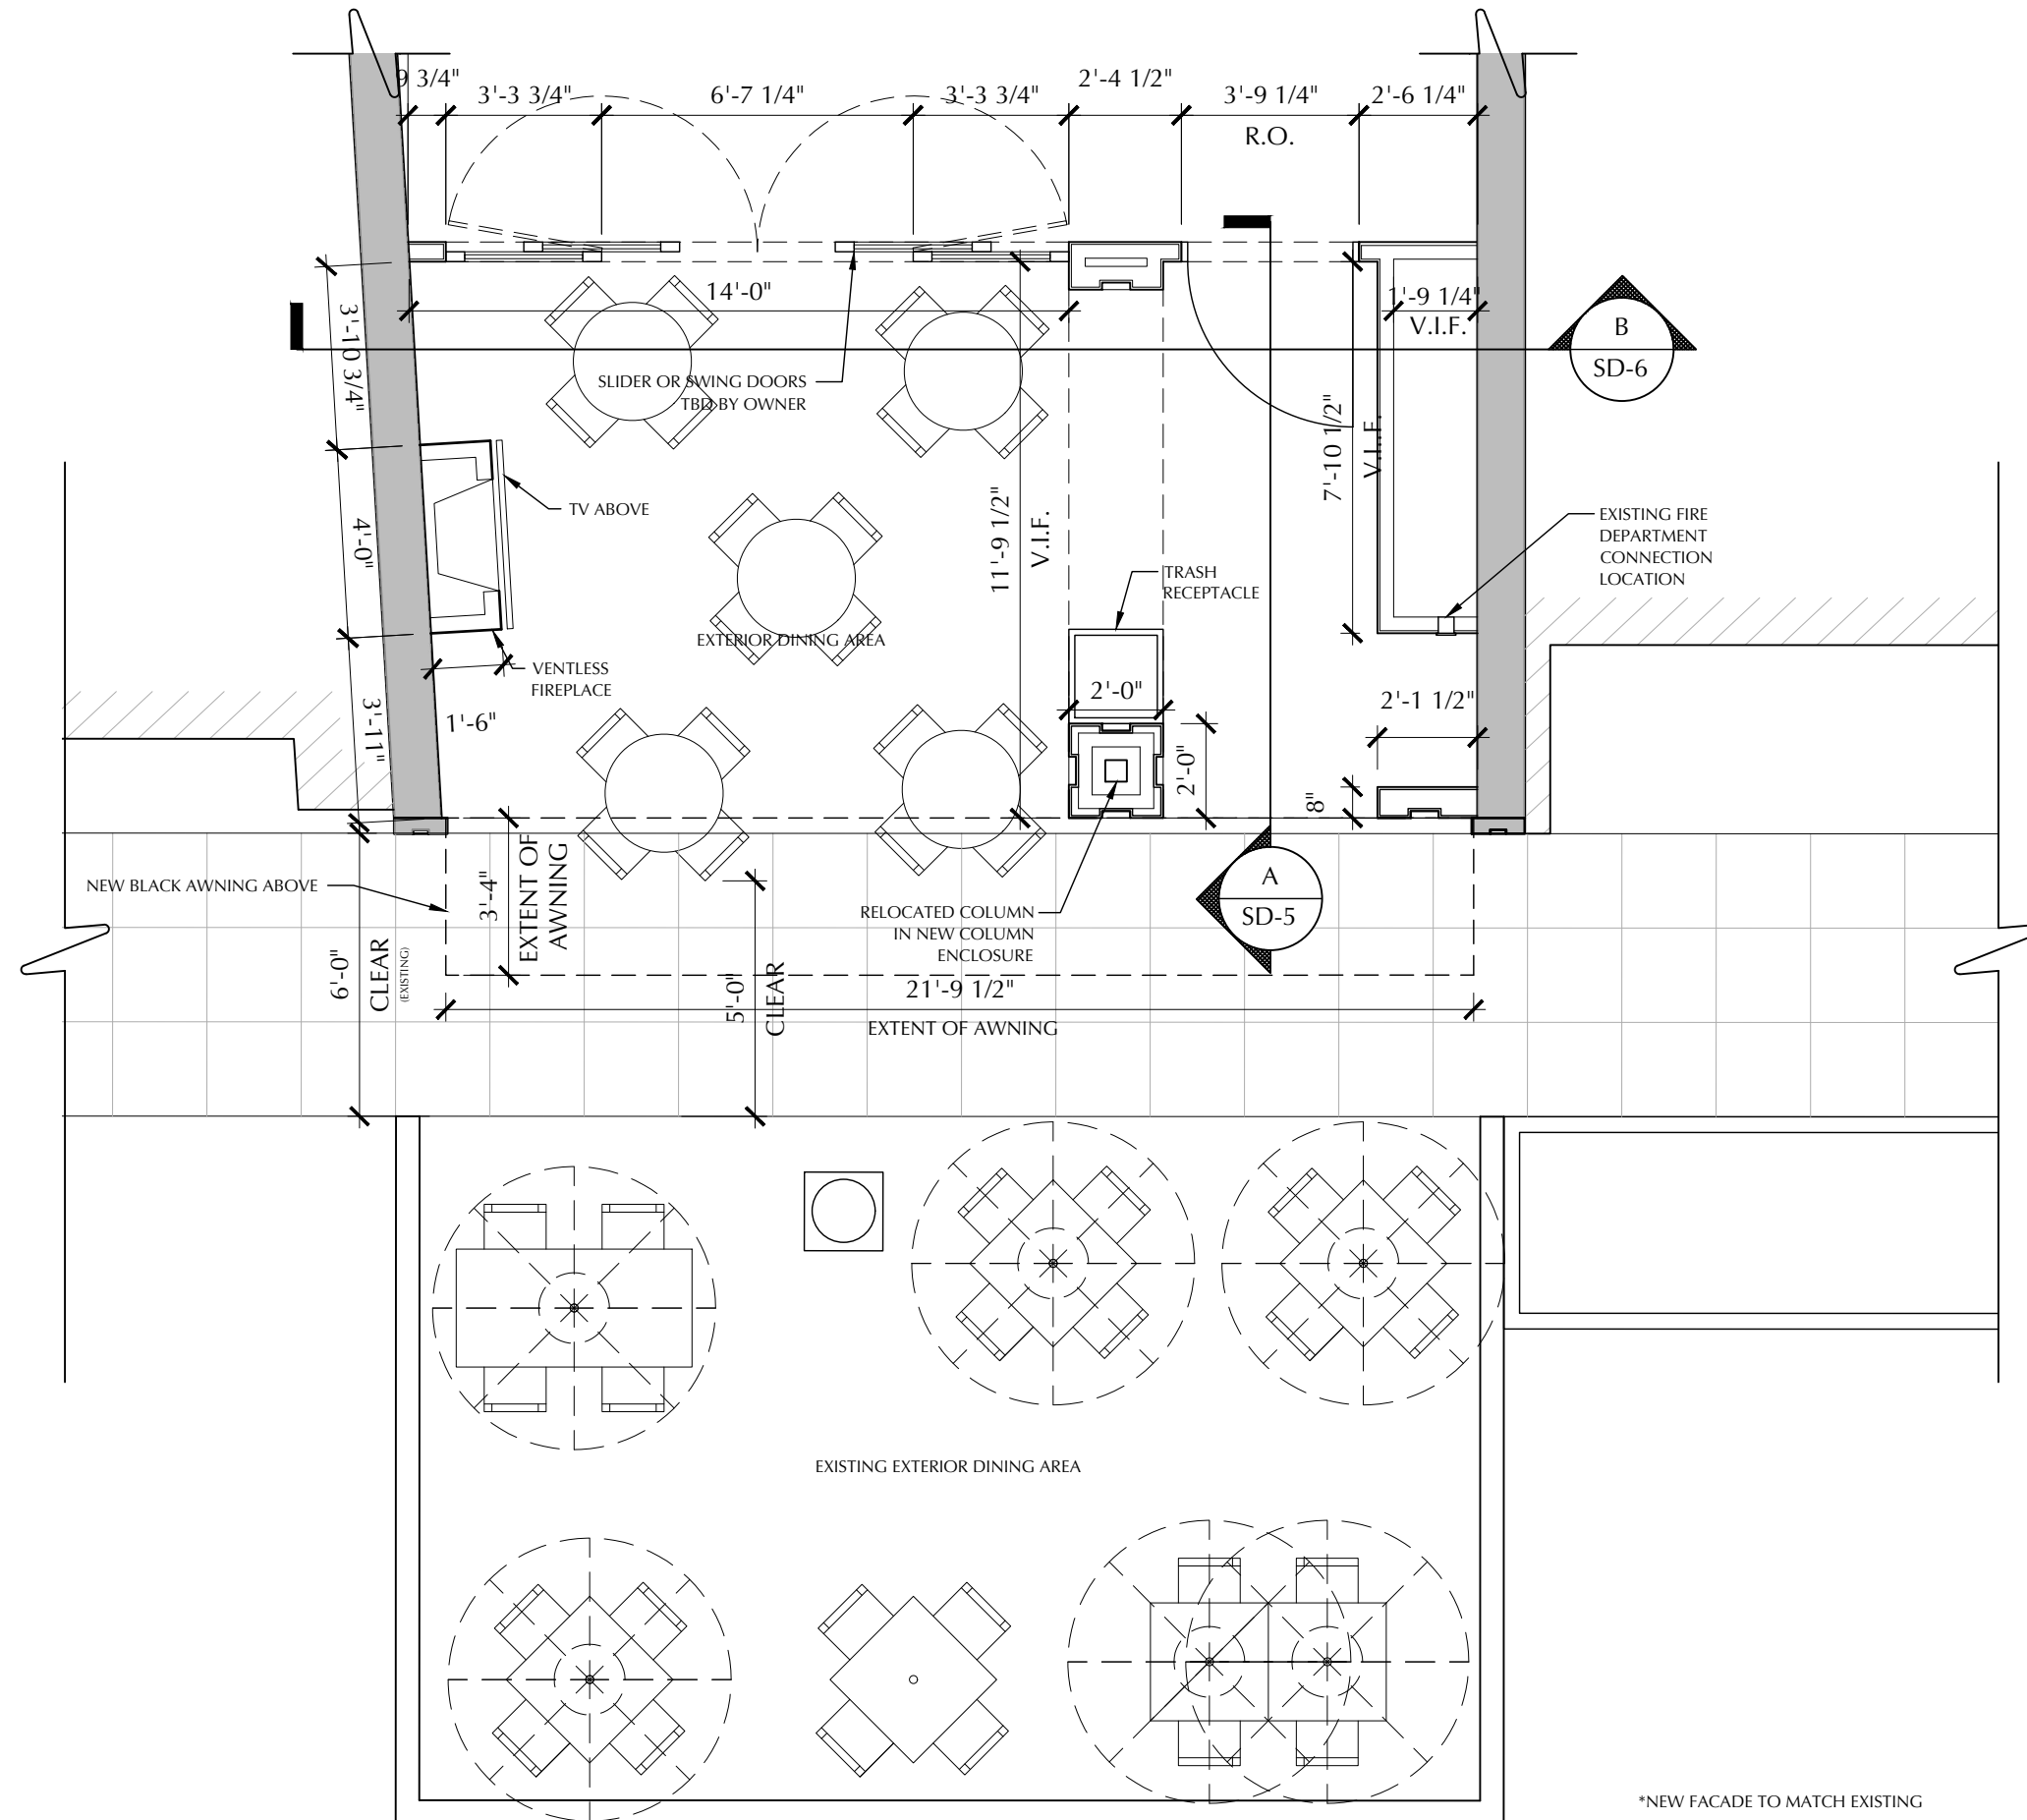 9 3/4"
3'-3 3/4"
6'-7 1/4"
3'-3 3/4"
2'-4 1/2"
3'-9 1/4"
R.O.
2'-6 1/4"
14'-0"
1'-9 1/4"
V.I.F.
B
SD-6
3'-10 3/4"
SLIDER OR SWING DOORS
TBD BY OWNER
7'-10 1/2"
V.I.F.
TV ABOVE
4'-0"
11'-9 1/2"
V.I.F.
EXISTING FIRE
DEPARTMENT
CONNECTION
LOCATION
TRASH
RECEPTACLE
EXTERIOR DINING AREA
VENTLESS
FIREPLACE
3'-11"
1'-6"
2'-0"
2'-0"
2'-1 1/2"
8"
NEW BLACK AWNING ABOVE
3'-4"
EXTENT OF
AWNING
A
SD-5
RELOCATED COLUMN
IN NEW COLUMN
ENCLOSURE
6'-0"
CLEAR
(EXISTING)
5'-0"
CLEAR
21'-9 1/2"
EXTENT OF AWNING
EXISTING EXTERIOR DINING AREA
*NEW FACADE TO MATCH EXISTING